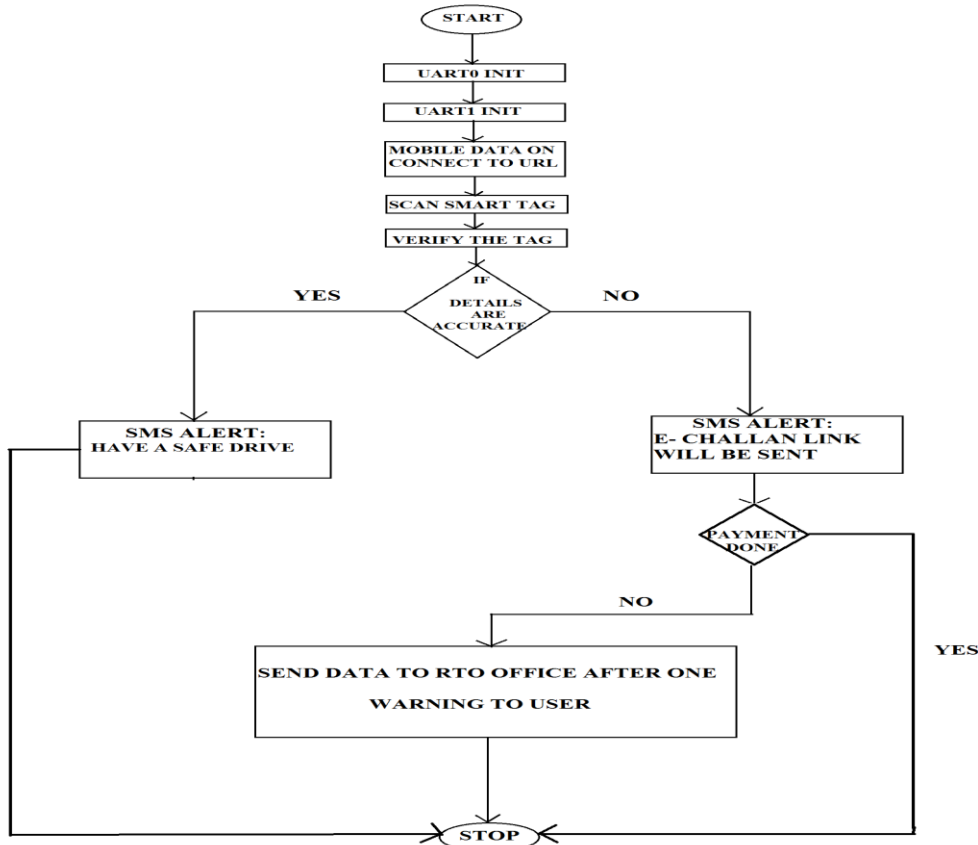 START
UART0 INIT
UART1 INIT
MOBILE DATA ON
CONNECT TO URL
SCAN SMART TAG
VERIFY THE TAG
IF
DETAILS
ARE
ACCURATE
YES
NO
SMS ALERT:
HAVE A SAFE DRIVE
SMS ALERT:
E- CHALLAN LINK
WILL BE SENT
PAYMENT
DONE
NO
YES
SEND DATA TO RTO OFFICE AFTER ONE
WARNING TO USER
STOP